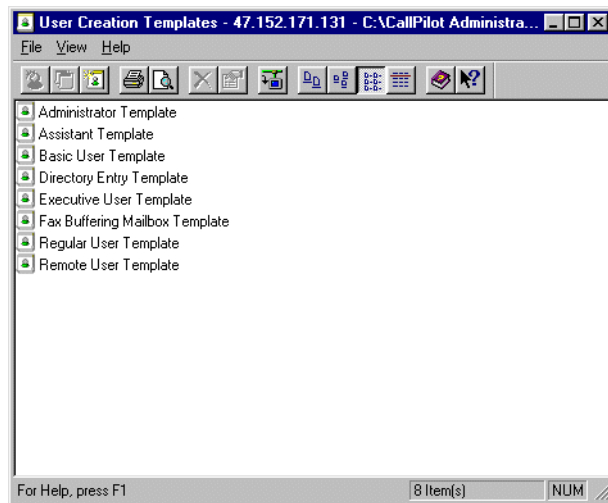 User Creation Templates - 47.152.171.131 - C:\CallPilot Administra...
File View Help
Administrator Template
Assistant Template
Basic User Template
Directory Entry Template
Executive User Template
Fax Buffering Mailbox Template
Regular User Template
Remote User Template
For Help, press F1 8 Item(s) NUM